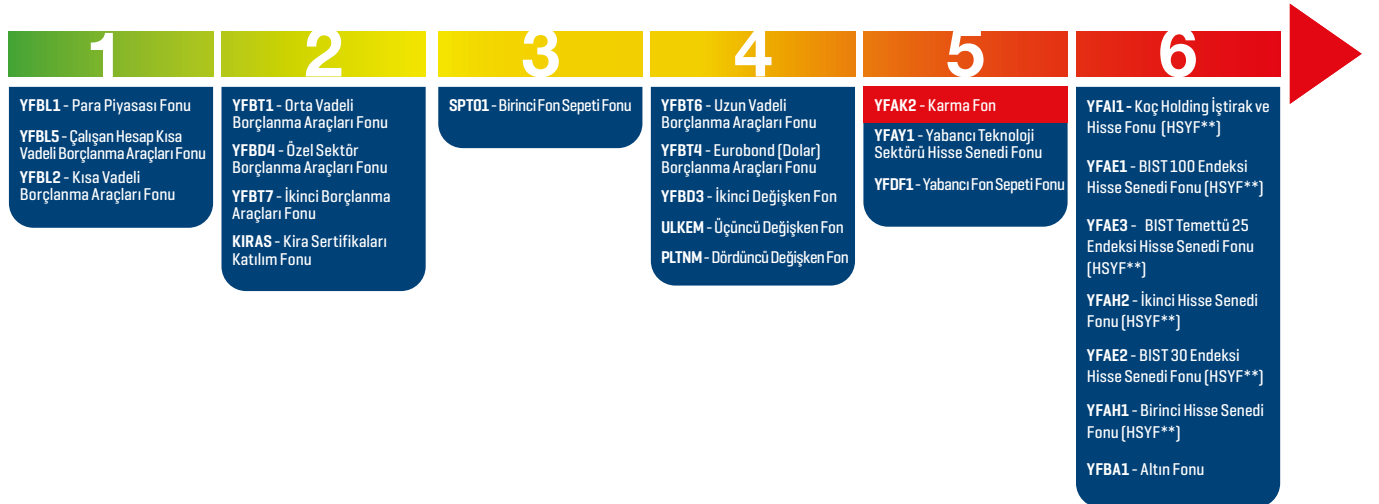 1
YFBL1 - Para Piyasası Fonu
YFBL5 - Çalışan Hesap Kısa
Vadeli Borçlanma Araçları Fonu
YFBL2 - Kısa Vadeli
Borçlanma Araçları Fonu
2
YFBT1 - Orta Vadeli
Borçlanma Araçları Fonu
YFBD4 - Özel Sektör
Borçlanma Araçları Fonu
YFBT7 - İkinci Borçlanma
Araçları Fonu
KIRAS - Kira Sertifikaları
Katılım Fonu
3
SPT01 - Birinci Fon Sepeti Fonu
4
YFBT6 - Uzun Vadeli
Borçlanma Araçları Fonu
YFBT4 - Eurobond (Dolar)
Borçlanma Araçları Fonu
YFBD3 - İkinci Değişken Fon
ULKEM - Üçüncü Değişken Fon
PLTNM - Dördüncü Değişken Fon
5
YFAK2 - Karma Fon
YFAY1 - Yabancı Teknoloji
Sektörü Hisse Senedi Fonu
YFDF1 - Yabancı Fon Sepeti Fonu
6
YFAI1 - Koç Holding İştirak ve
Hisse Fonu (HSYF**)
YFAE1 - BIST 100 Endeksi
Hisse Senedi Fonu (HSYF**)
YFAE3 - BIST Temettü 25
Endeksi Hisse Senedi Fonu
(HSYF**)
YFAH2 - İkinci Hisse Senedi
Fonu (HSYF**)
YFAE2 - BIST 30 Endeksi
Hisse Senedi Fonu (HSYF**)
YFAH1 - Birinci Hisse Senedi
Fonu (HSYF**)
YFBA1 - Altın Fonu